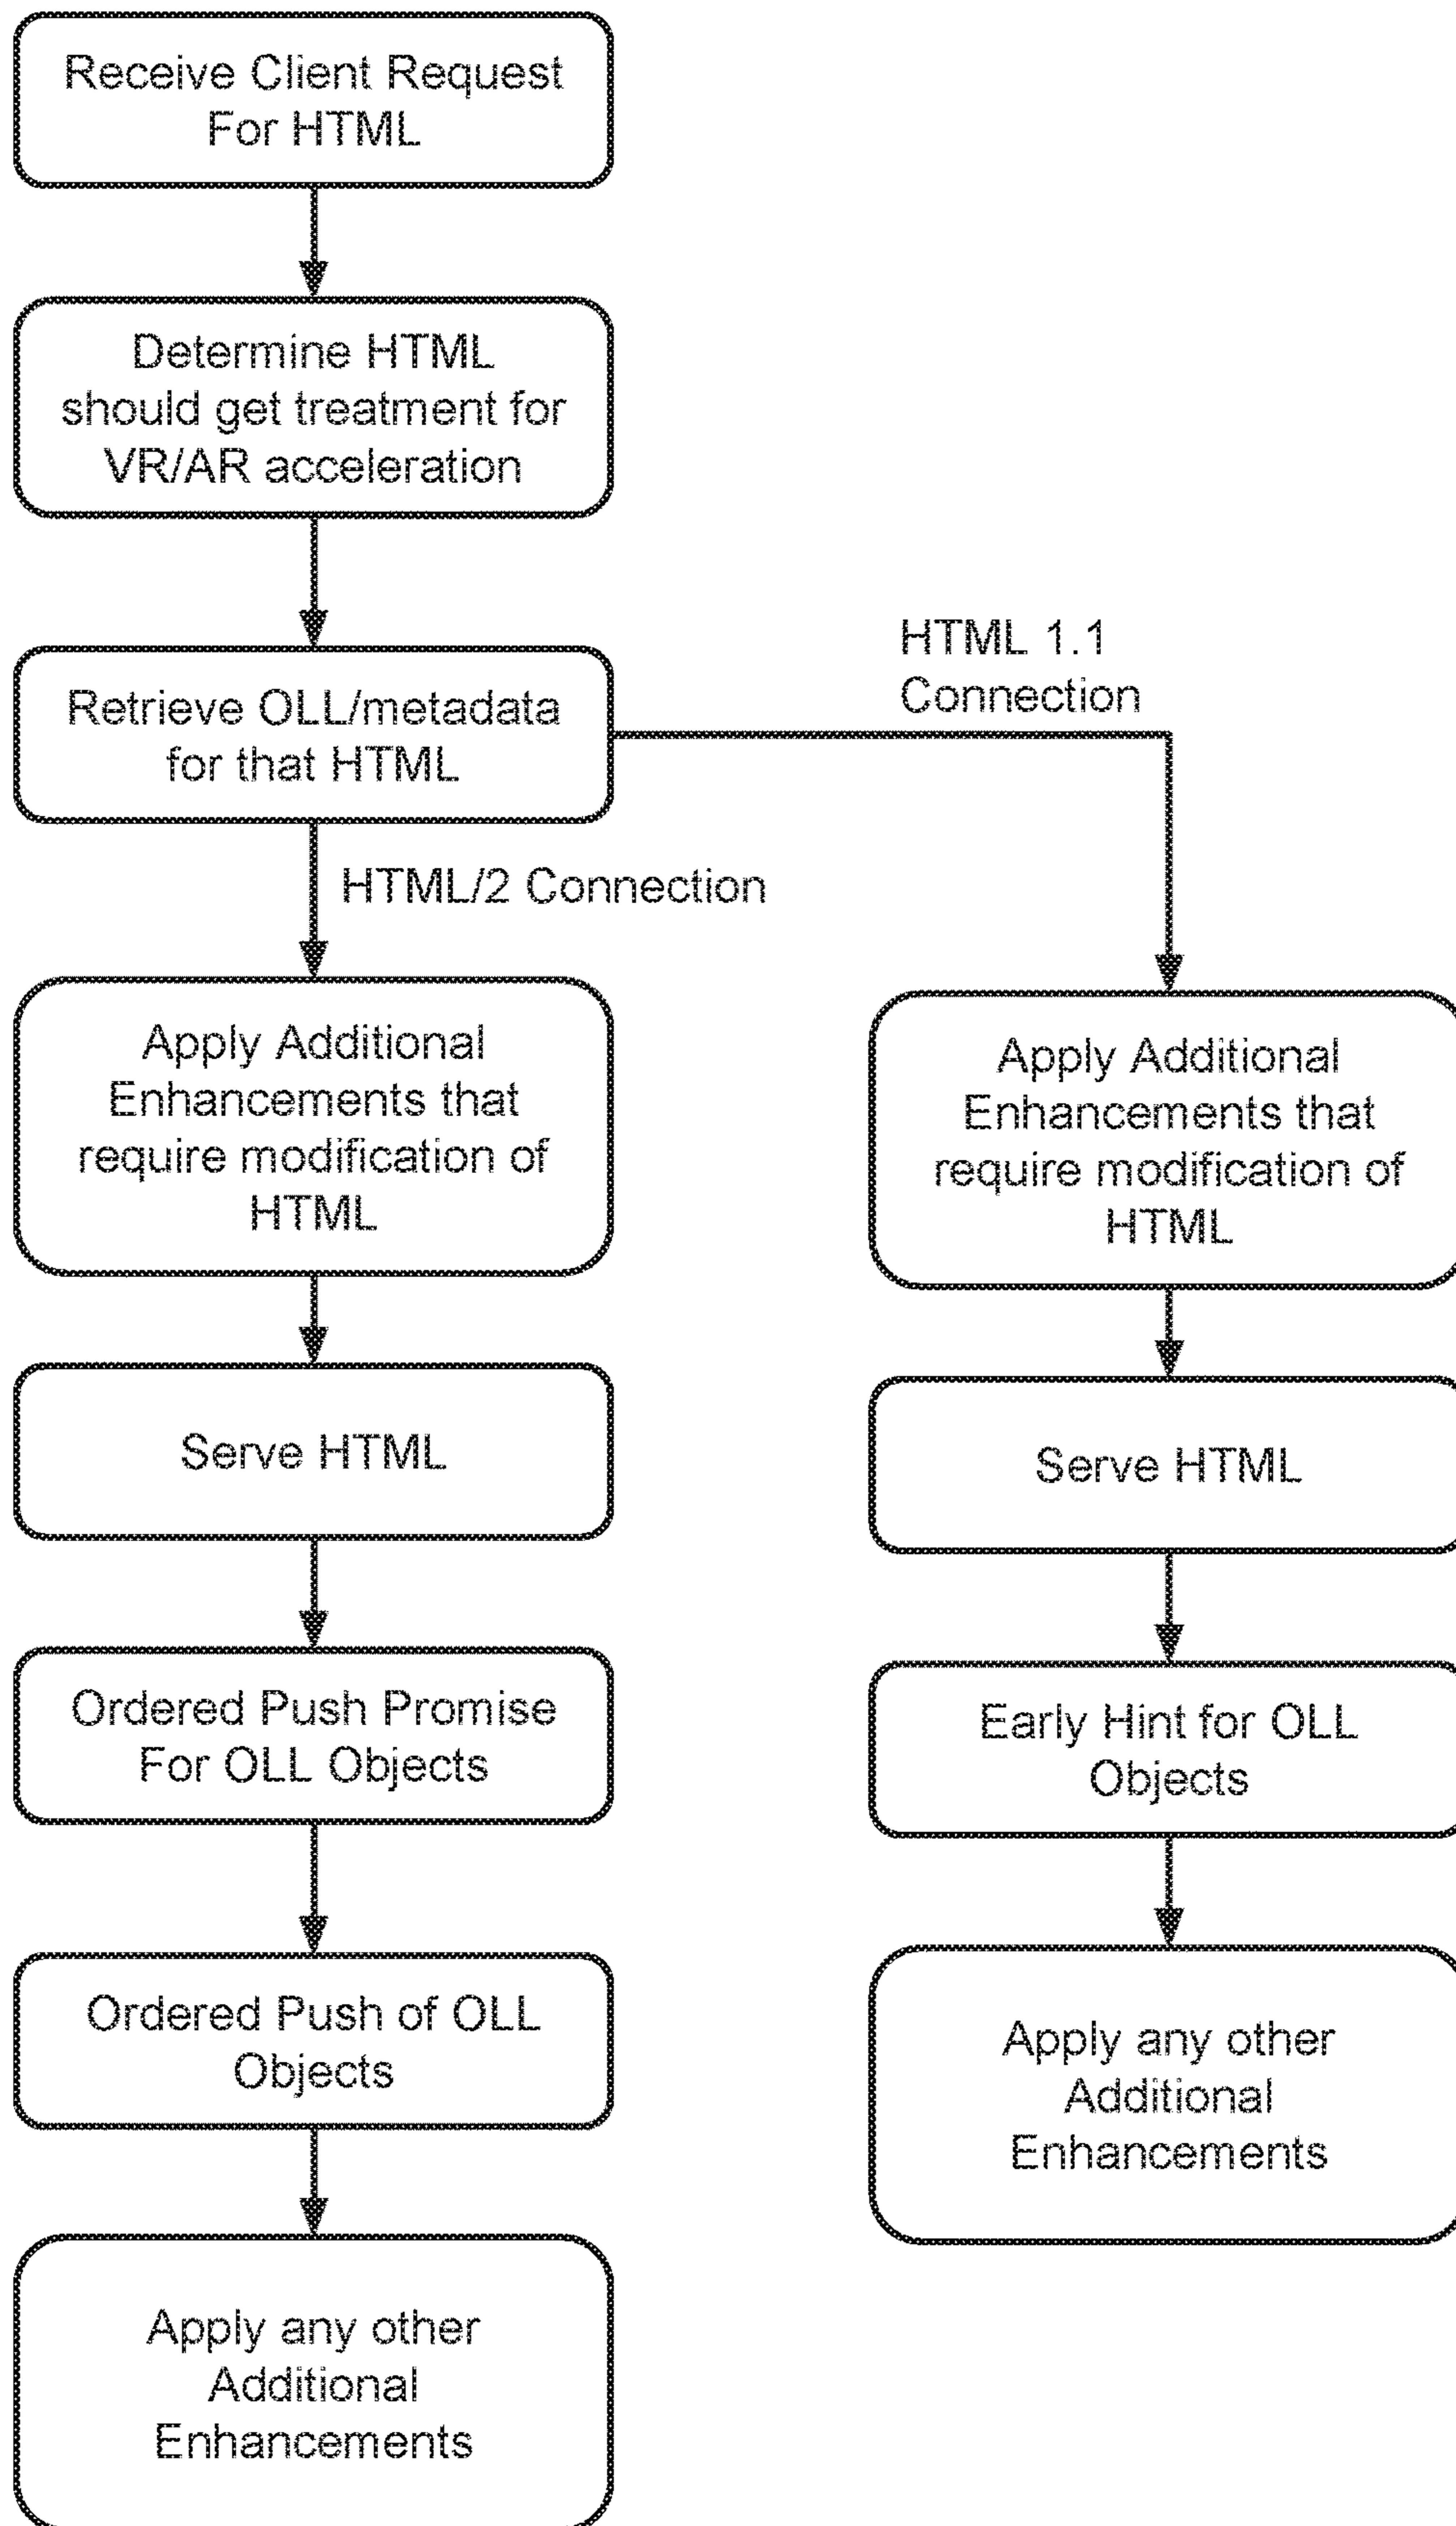 Receive Client Request
For HTML
Determine HTML
should get treatment for
VR/AR acceleration
Retrieve OLL/metadata
for that HTML
HTML 1.1
Connection
HTML/2 Connection
Apply Additional
Enhancements that
require modification of
HTML
Serve HTML
Ordered Push Promise
For OLL Objects
Ordered Push of OLL
Objects
Apply any other
Additional
Enhancements
Apply Additional
Enhancements that
require modification of
HTML
Serve HTML
Early Hint for OLL
Objects
Apply any other
Additional
Enhancements